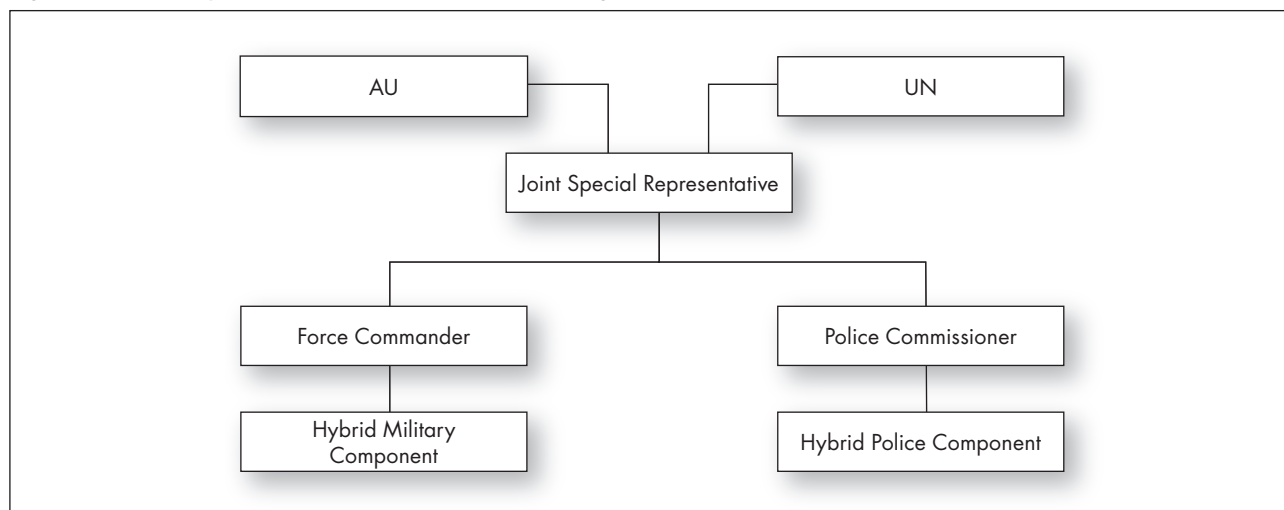 AU
UN
Joint Special Representative
Force Commander
Police Commissioner
Hybrid Military
Component
Hybrid Police Component